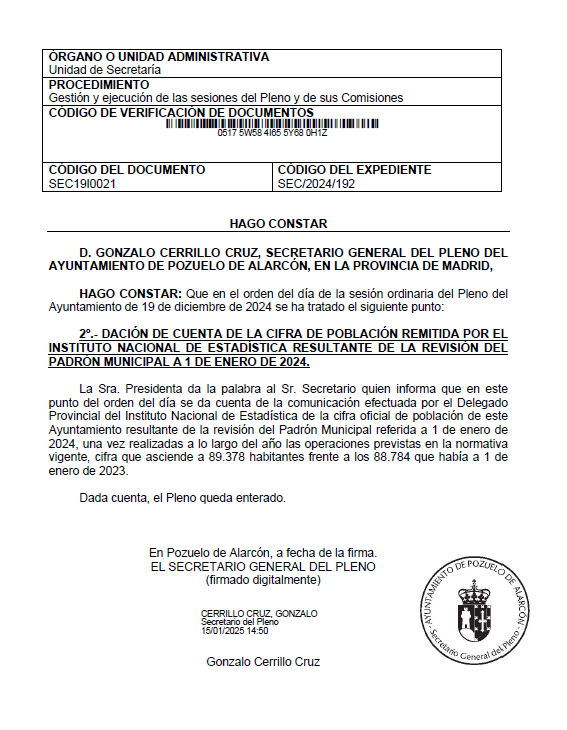 ÓRGANO O UNIDAD ADMINISTRATIVA
Unidad de Secretaría
PROCEDIMIENTO
Gestión y ejecución de las sesiones del Pleno y de sus Comisiones
CÓDIGO DE VERIFICACIÓN DE DOCUMENTOS
0517 5W58 4I65 5Y68 0H1Z
CÓDIGO DEL DOCUMENTO
SEC19I0021
CÓDIGO DEL EXPEDIENTE
SEC/2024/192
HAGO CONSTAR
D. GONZALO CERRILLO CRUZ, SECRETARIO GENERAL DEL PLENO DEL
AYUNTAMIENTO DE POZUELO DE ALARCÓN, EN LA PROVINCIA DE MADRID,
HAGO CONSTAR: Que en el orden del día de la sesión ordinaria del Pleno del
Ayuntamiento de 19 de diciembre de 2024 se ha tratado el siguiente punto:
2º.- DACIÓN DE CUENTA DE LA CIFRA DE POBLACIÓN REMITIDA POR EL
INSTITUTO NACIONAL DE ESTADÍSTICA RESULTANTE DE LA REVISIÓN DEL
PADRÓN MUNICIPAL A 1 DE ENERO DE 2024.
La Sra. Presidenta da la palabra al Sr. Secretario quien informa que en este
punto del orden del día se da cuenta de la comunicación efectuada por el Delegado
Provincial del Instituto Nacional de Estadística de la cifra oficial de población de este
Ayuntamiento resultante de la revisión del Padrón Municipal referida a 1 de enero de
2024, una vez realizadas a lo largo del año las operaciones previstas en la normativa
vigente, cifra que asciende a 89.378 habitantes frente a los 88.784 que había a 1 de
enero de 2023.
Dada cuenta, el Pleno queda enterado.
En Pozuelo de Alarcón, a fecha de la firma.
EL SECRETARIO GENERAL DEL PLENO
(firmado digitalmente)
CERRILLO CRUZ, GONZALO
Secretario del Pleno
15/01/2025 14:50
Gonzalo Cerrillo Cruz
AYUNTAMIENTO DE POZUELO DE ALARCÓN
- Secretario General del Pleno -